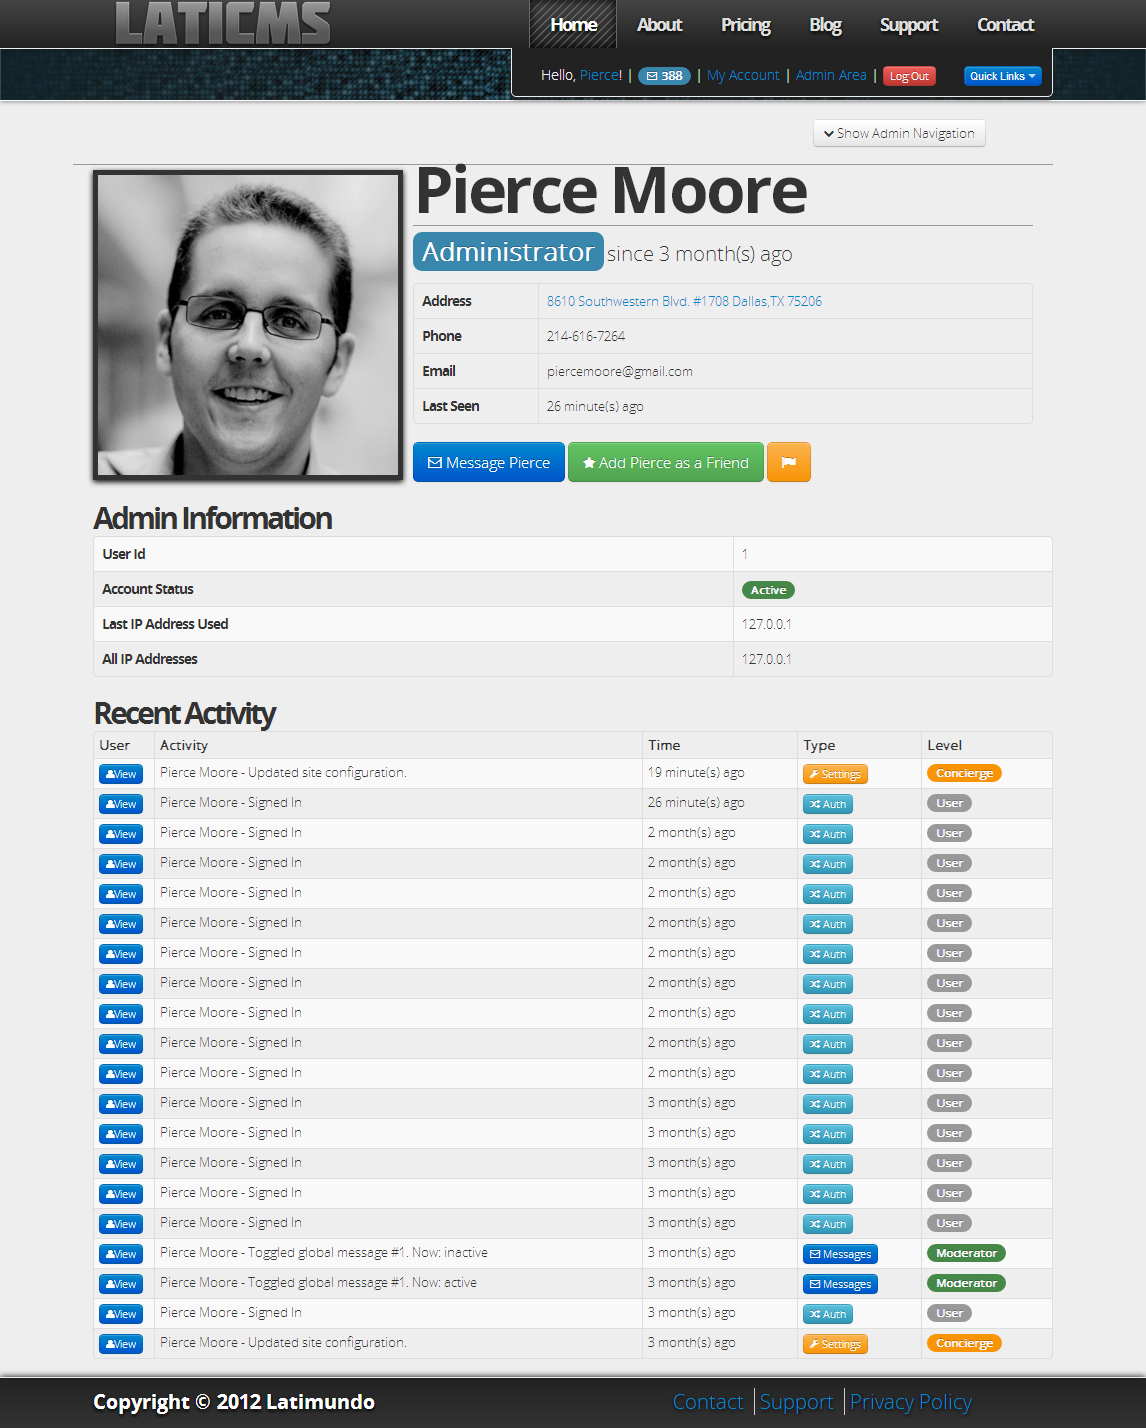 LATICMS
Home About Pricing Blog Support Contact
Hello, Pierce! | 388 | My Account | Admin Area | Log Out Quick Links
Show Admin Navigation
Pierce Moore
Administrator since 3 month(s) ago
Address 8610 Southwestern Blvd. #1708 Dallas,TX 75206
Phone 214-616-7264
Email piercemoore@gmail.com
Last Seen 26 minute(s) ago
Message Pierce Add Pierce as a Friend
Admin Information
User Id 1
Account Status Active
Last IP Address Used 127.0.0.1
All IP Addresses 127.0.0.1
Recent Activity
User Activity Time Type Level
View Pierce Moore - Updated site configuration. 19 minute(s) ago Settings Concierge
View Pierce Moore - Signed In 26 minute(s) ago Auth User
View Pierce Moore - Signed In 2 month(s) ago Auth User
View Pierce Moore - Signed In 2 month(s) ago Auth User
View Pierce Moore - Signed In 2 month(s) ago Auth User
View Pierce Moore - Signed In 2 month(s) ago Auth User
View Pierce Moore - Signed In 2 month(s) ago Auth User
View Pierce Moore - Signed In 2 month(s) ago Auth User
View Pierce Moore - Signed In 2 month(s) ago Auth User
View Pierce Moore - Signed In 2 month(s) ago Auth User
View Pierce Moore - Signed In 2 month(s) ago Auth User
View Pierce Moore - Signed In 3 month(s) ago Auth User
View Pierce Moore - Signed In 3 month(s) ago Auth User
View Pierce Moore - Signed In 3 month(s) ago Auth User
View Pierce Moore - Signed In 3 month(s) ago Auth User
View Pierce Moore - Signed In 3 month(s) ago Auth User
View Pierce Moore - Toggled global message #1. Now: inactive 3 month(s) ago Messages Moderator
View Pierce Moore - Toggled global message #1. Now: active 3 month(s) ago Messages Moderator
View Pierce Moore - Signed In 3 month(s) ago Auth User
View Pierce Moore - Updated site configuration. 3 month(s) ago Settings Concierge
Copyright © 2012 Latimundo Contact Support Privacy Policy